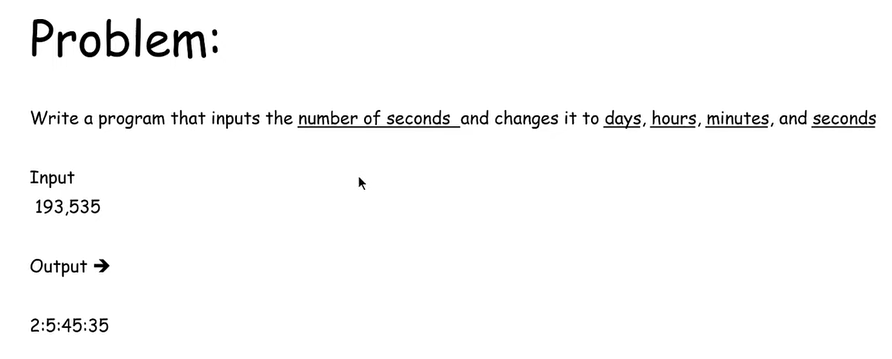 Problem:
Write a program that inputs the number of seconds and changes it to days, hours, minutes, and seconds
Input
193,535
Output ➔
2:5:45:35